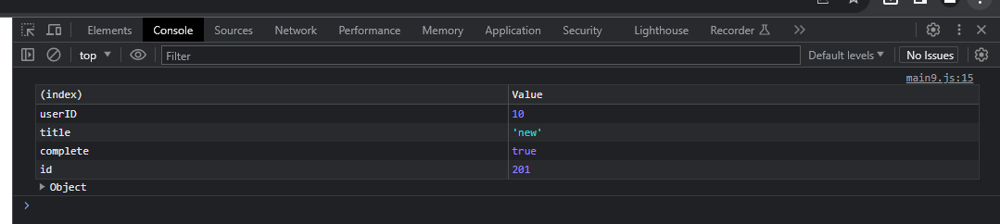 Elements Console Sources Network Performance Memory Application Security Lighthouse Recorder
top Filter Default levels No Issues
main9.js:15
(index) Value
userID 10
title 'new'
complete true
id 201
Object